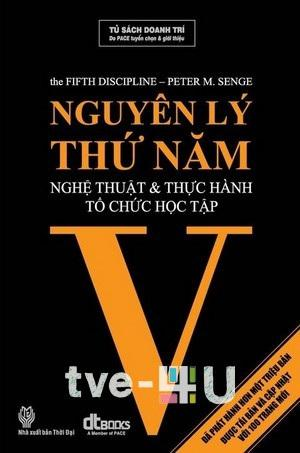 TỦ SÁCH DOANH TRÍ
Do PACE tuyển chọn & giới thiệu
the FIFTH DISCIPLINE – PETER M. SENGE
NGUYÊN LÝ
THỨ NĂM
NGHỆ THUẬT & THỰC HÀNH
TỔ CHỨC HỌC TẬP
V
tve-4U
ĐÃ PHÁT HÀNH HƠN MỘT TRIỆU BẢN
ĐƯỢC TÁI BẢN VÀ CẬP NHẬT
VỚI 100 TRANG MỚI
Nhà xuất bản Thời Đại
dtBOOKS
A Member of PACE